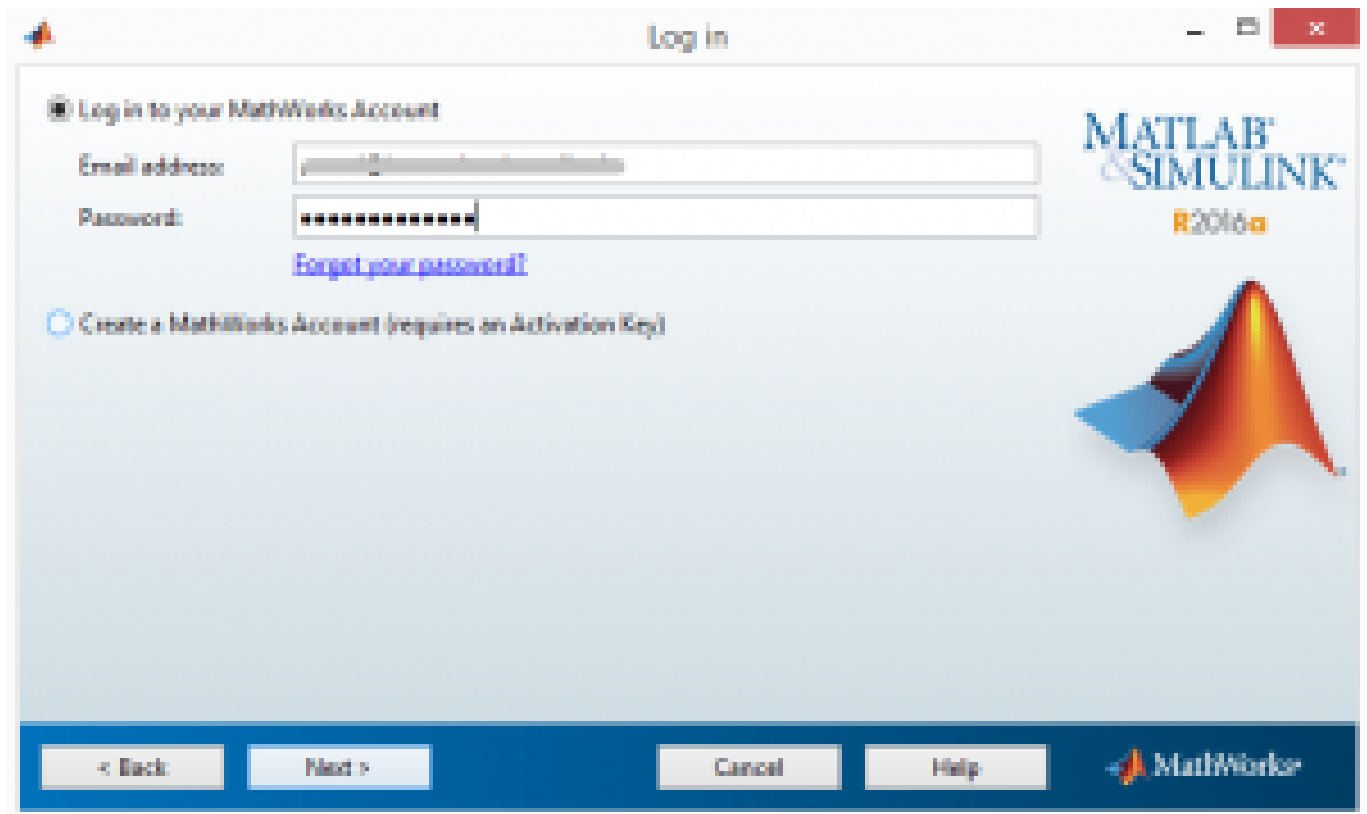 Log in
Log in to your MathWorks Account
MATLAB®
&SIMULINK®
Email address:
Password: •••••••••••••
R2016a
Forgot your password?
Create a MathWorks Account (requires an Activation Key)
< Back
Next >
Cancel
Help
MathWorks®